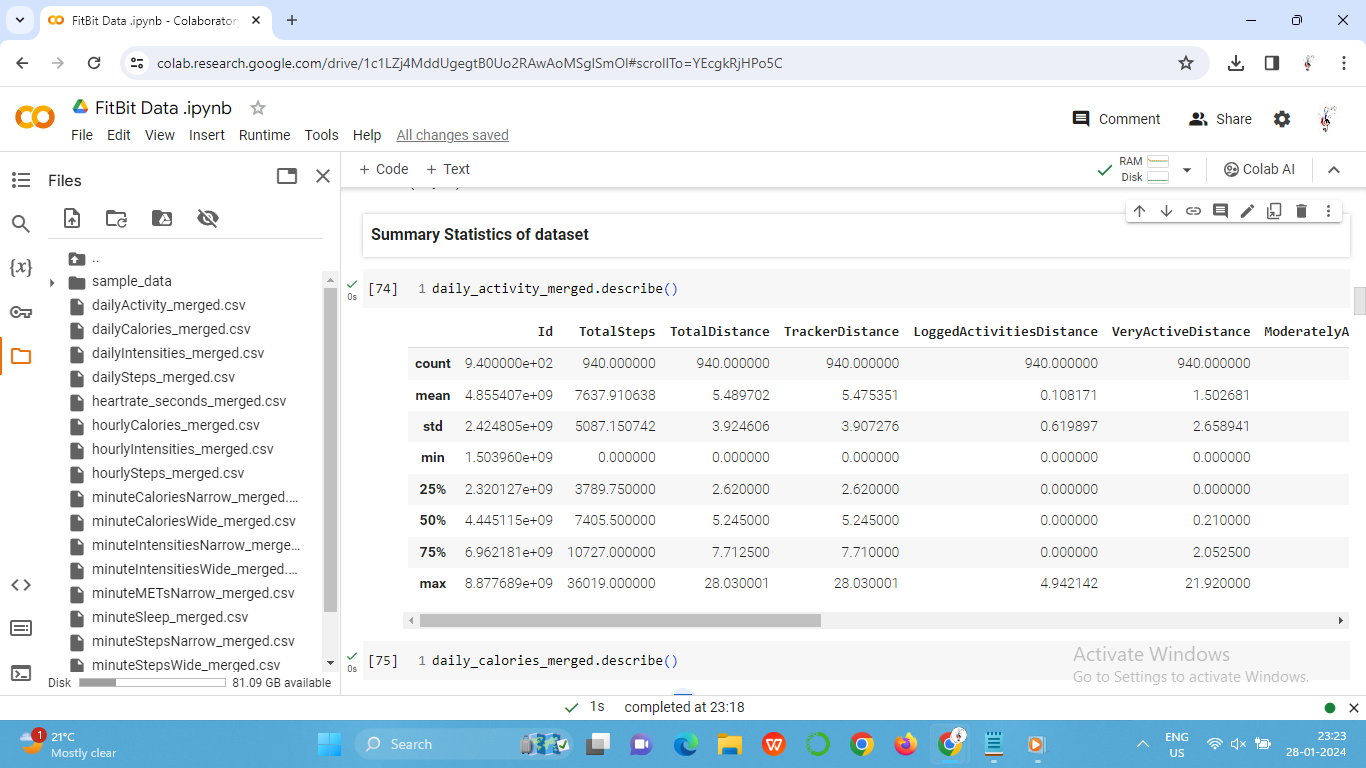 FitBit Data .ipynb - Colaborator
colab.research.google.com/drive/1c1LZj4MddUgegtB0Uo2RAwAoMSglSmOl#scrollTo=YEcgkRjHPo5C
FitBit Data .ipynb
Comment
Share
File Edit View Insert Runtime Tools Help All changes saved
Files
+ Code + Text
RAM
Disk
Colab AI
..
sample_data
dailyActivity_merged.csv
dailyCalories_merged.csv
dailyIntensities_merged.csv
dailySteps_merged.csv
heartrate_seconds_merged.csv
hourlyCalories_merged.csv
hourlyIntensities_merged.csv
hourlySteps_merged.csv
minuteCaloriesNarrow_merged....
minuteCaloriesWide_merged.csv
minuteIntensitiesNarrow_merge...
minuteIntensitiesWide_merged....
minuteMETsNarrow_merged.csv
minuteSleep_merged.csv
minuteStepsNarrow_merged.csv
minuteStepsWide_merged.csv
Disk 81.09 GB available
Summary Statistics of dataset
0s [74] 1 daily_activity_merged.describe()
Id TotalSteps TotalDistance TrackerDistance LoggedActivitiesDistance VeryActiveDistance ModeratelyA
count 9.400000e+02 940.000000 940.000000 940.000000 940.000000 940.000000
mean 4.855407e+09 7637.910638 5.489702 5.475351 0.108171 1.502681
std 2.424805e+09 5087.150742 3.924606 3.907276 0.619897 2.658941
min 1.503960e+09 0.000000 0.000000 0.000000 0.000000 0.000000
25% 2.320127e+09 3789.750000 2.620000 2.620000 0.000000 0.000000
50% 4.445115e+09 7405.500000 5.245000 5.245000 0.000000 0.210000
75% 6.962181e+09 10727.000000 7.712500 7.710000 0.000000 2.052500
max 8.877689e+09 36019.000000 28.030001 28.030001 4.942142 21.920000
0s [75] 1 daily_calories_merged.describe()
Activate Windows
Go to Settings to activate Windows.
1s completed at 23:18
1
21°C
Mostly clear
Search
ENG
US
23:23
28-01-2024